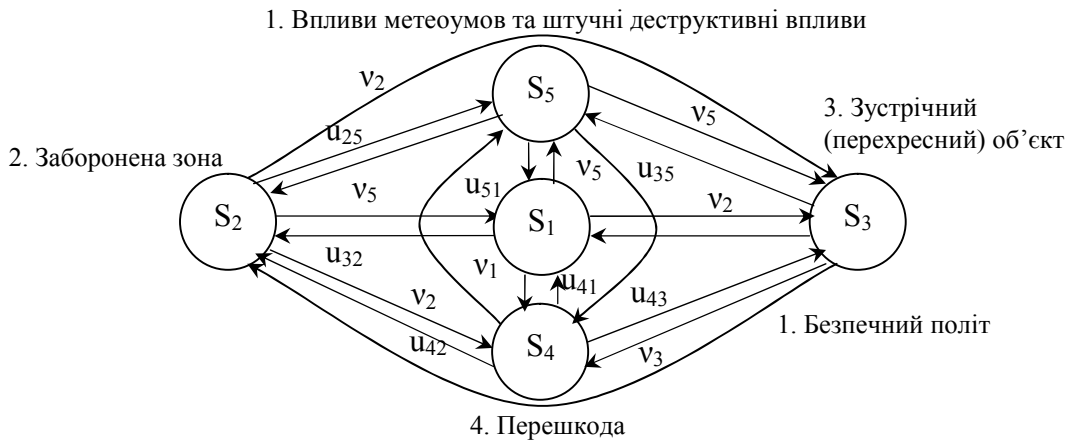 1. Впливи метеоумов та штучні деструктивні впливи
ν₂
S₅
ν₅
3. Зустрічний
(перехресний) об’єкт
u₂₅
2. Заборонена зона
ν₅
u₅₁
ν₅
u₃₅
ν₂
S₂
S₁
S₃
u₃₂
ν₁
u₄₁
u₄₃
ν₂
1. Безпечний політ
u₄₂
S₄
ν₃
4. Перешкода